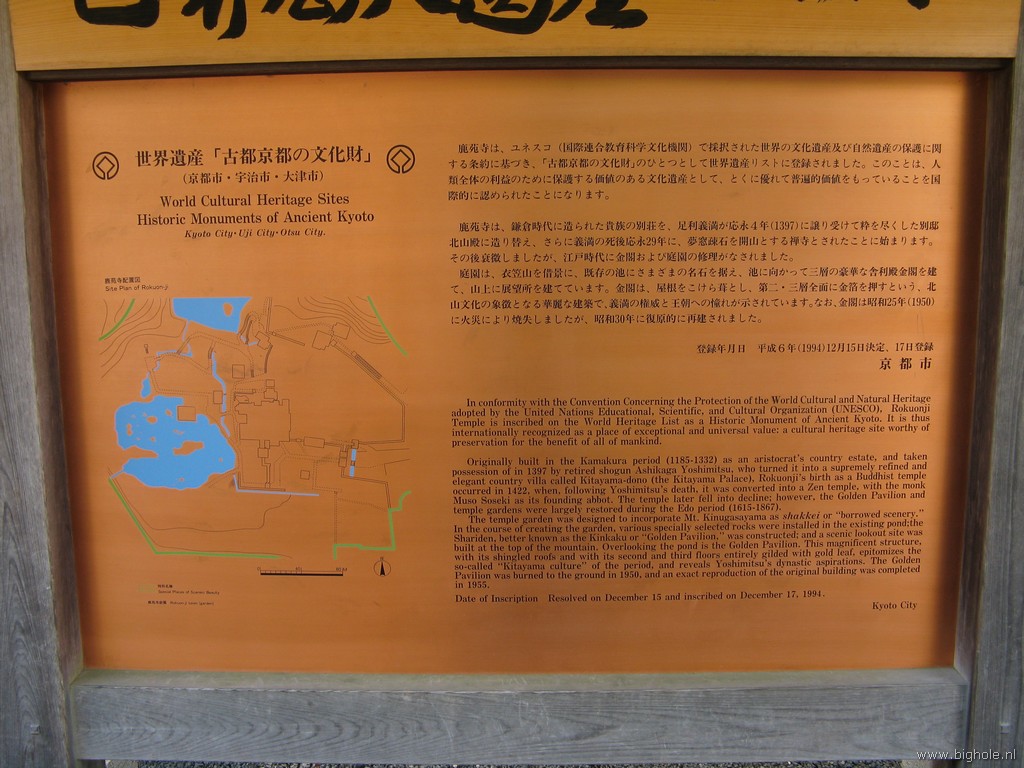 世界遺産「古都京都の文化財」
（京都市・宇治市・大津市）
World Cultural Heritage Sites
Historic Monuments of Ancient Kyoto
Kyoto City・Uji City・Otsu City.
鹿苑寺配置図
Site Plan of Rokuon-ji
鹿苑寺は、ユネスコ（国際連合教育科学文化機関）で採択された世界の文化遺産及び自然遺産の保護に関
する条約に基づき、「古都京都の文化財」のひとつとして世界遺産リストに登録されました。このことは、人
類全体の利益のために保護する価値のある文化遺産として、とくに優れて普遍的価値をもっていることを国
際的に認められたことになります。
鹿苑寺は、鎌倉時代に造られた貴族の別荘を、足利義満が応永4年(1397)に譲り受けて粋を尽くした別邸
北山殿に造り替え、さらに義満の死後応永29年に、夢窓疎石を開山とする禅寺とされたことに始まります。
その後衰微しましたが、江戸時代に金閣および庭園の修理がなされました。
庭園は、衣笠山を借景に、既存の池にさまざまの名石を据え、池に向かって三層の豪華な舎利殿金閣を建
て、山上に展望所を建てています。金閣は、屋根をこけら葺とし、第二・三層全面に金箔を押すという、北
山文化の象徴となる華麗な建築で、義満の権威と王朝への憧れが示されています。なお、金閣は昭和25年(1950)
に火災により焼失しましたが、昭和30年に復原的に再建されました。
登録年月日　平成6年(1994)12月15日決定、17日登録
京都市
In conformity with the Convention Concerning the Protection of the World Cultural and Natural Heritage
adopted by the United Nations Educational, Scientific, and Cultural Organization (UNESCO), Rokuonji
Temple is inscribed on the World Heritage List as a Historic Monument of Ancient Kyoto. It is thus
internationally recognized as a place of exceptional and universal value: a cultural heritage site worthy of
preservation for the benefit of all of mankind.
Originally built in the Kamakura period (1185-1332) as an aristocrat's country estate, and taken
possession of in 1397 by retired shogun Ashikaga Yoshimitsu, who turned it into a supremely refined and
elegant country villa called Kitayama-dono (the Kitayama Palace), Rokuonji's birth as a Buddhist temple
occurred in 1422, when, following Yoshimitsu's death, it was converted into a Zen temple, with the monk
Muso Soseki as its founding abbot. The temple later fell into decline; however, the Golden Pavilion and
temple gardens were largely restored during the Edo period (1615-1867).
The temple garden was designed to incorporate Mt. Kinugasayama as shakkei or “borrowed scenery.”
In the course of creating the garden, various specially selected rocks were installed in the existing pond;the
Shariden, better known as the Kinkaku or “Golden Pavilion,” was constructed; and a scenic lookout site was
built at the top of the mountain. Overlooking the pond is the Golden Pavilion. This magnificent structure,
with its shingled roofs and with its second and third floors entirely gilded with gold leaf, epitomizes the
so-called “Kitayama culture” of the period, and reveals Yoshimitsu's dynastic aspirations. The Golden
Pavilion was burned to the ground in 1950, and an exact reproduction of the original building was completed
in 1955.
Date of Inscription Resolved on December 15 and inscribed on December 17, 1994.
Kyoto City
www.bighole.nl